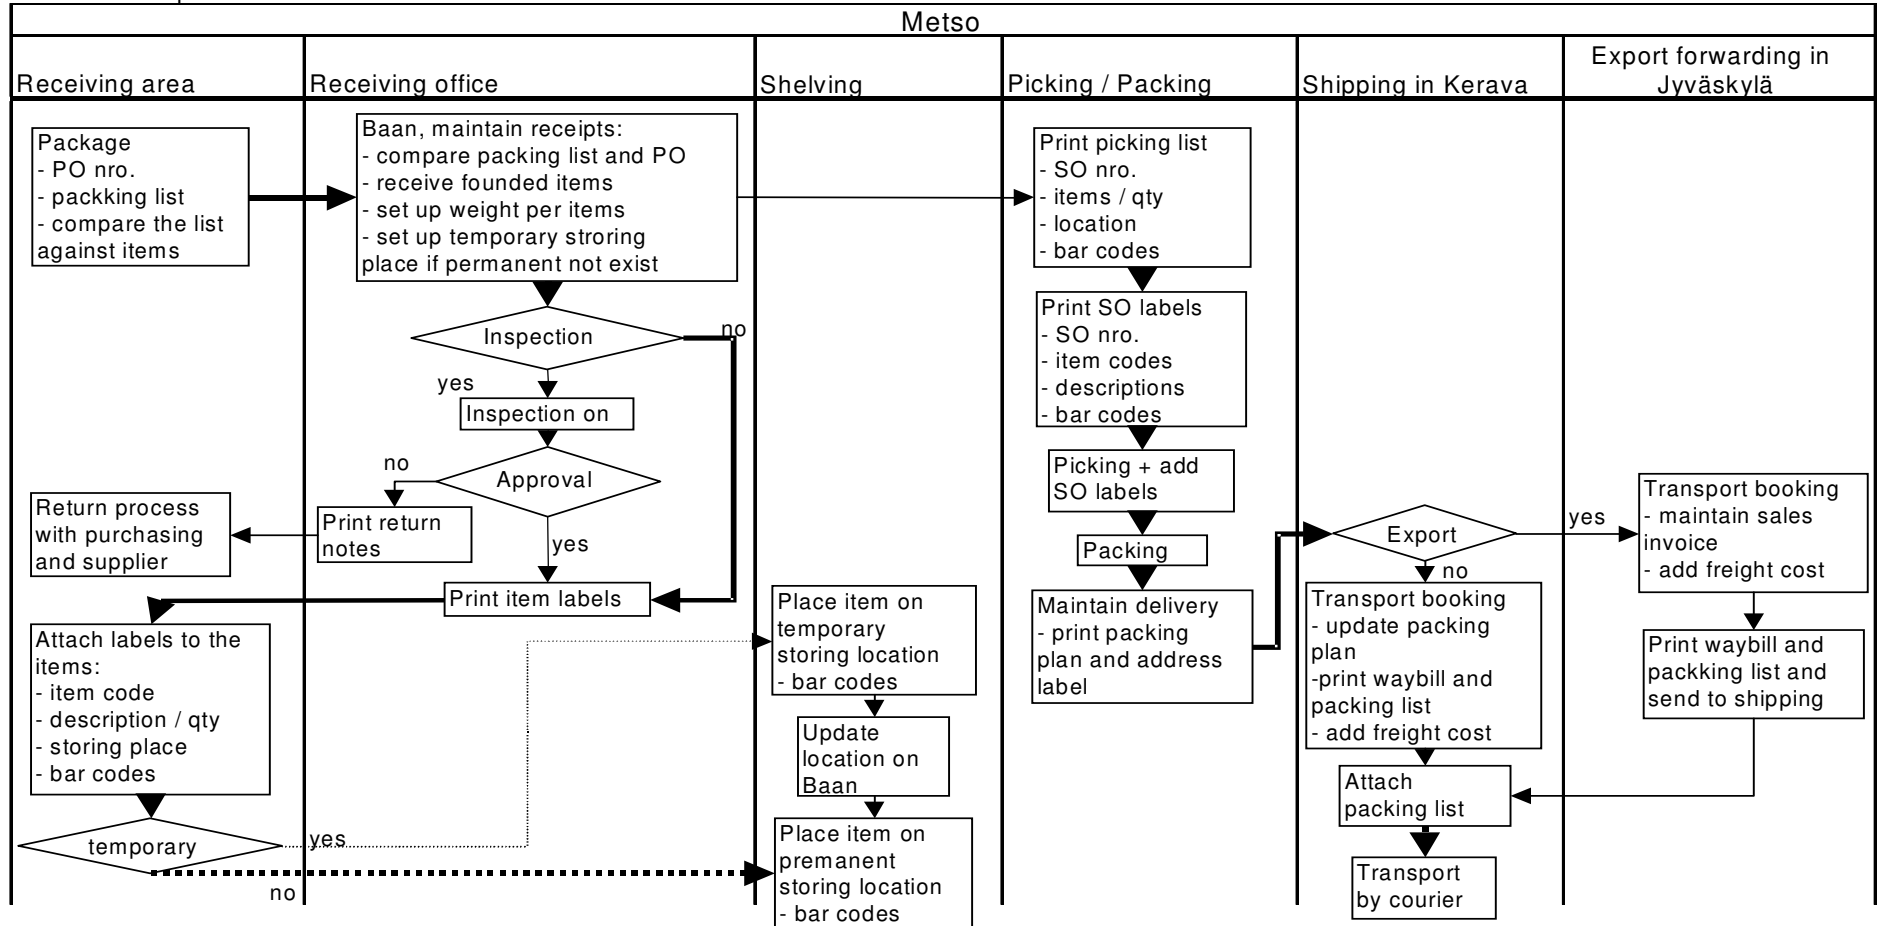 Metso
Receiving area
Receiving office
Shelving
Picking / Packing
Shipping in Kerava
Export forwarding in
Jyväskylä
Package
- PO nro.
- packking list
- compare the list
against items
Baan, maintain receipts:
- compare packing list and PO
- receive founded items
- set up weight per items
- set up temporary stroring
place if permanent not exist
Inspection
no
yes
Inspection on
Approval
no
yes
Print return
notes
Return process
with purchasing
and supplier
Print item labels
Attach labels to the
items:
- item code
- description / qty
- storing place
- bar codes
temporary
yes
no
Place item on
temporary
storing location
- bar codes
Update
location on
Baan
Place item on
premanent
storing location
- bar codes
Print picking list
- SO nro.
- items / qty
- location
- bar codes
Print SO labels
- SO nro.
- item codes
- descriptions
- bar codes
Picking + add
SO labels
Packing
Maintain delivery
- print packing
plan and address
label
Export
yes
no
Transport booking
- update packing
plan
-print waybill and
packing list
- add freight cost
Attach
packing list
Transport
by courier
Transport booking
- maintain sales
invoice
- add freight cost
Print waybill and
packking list and
send to shipping